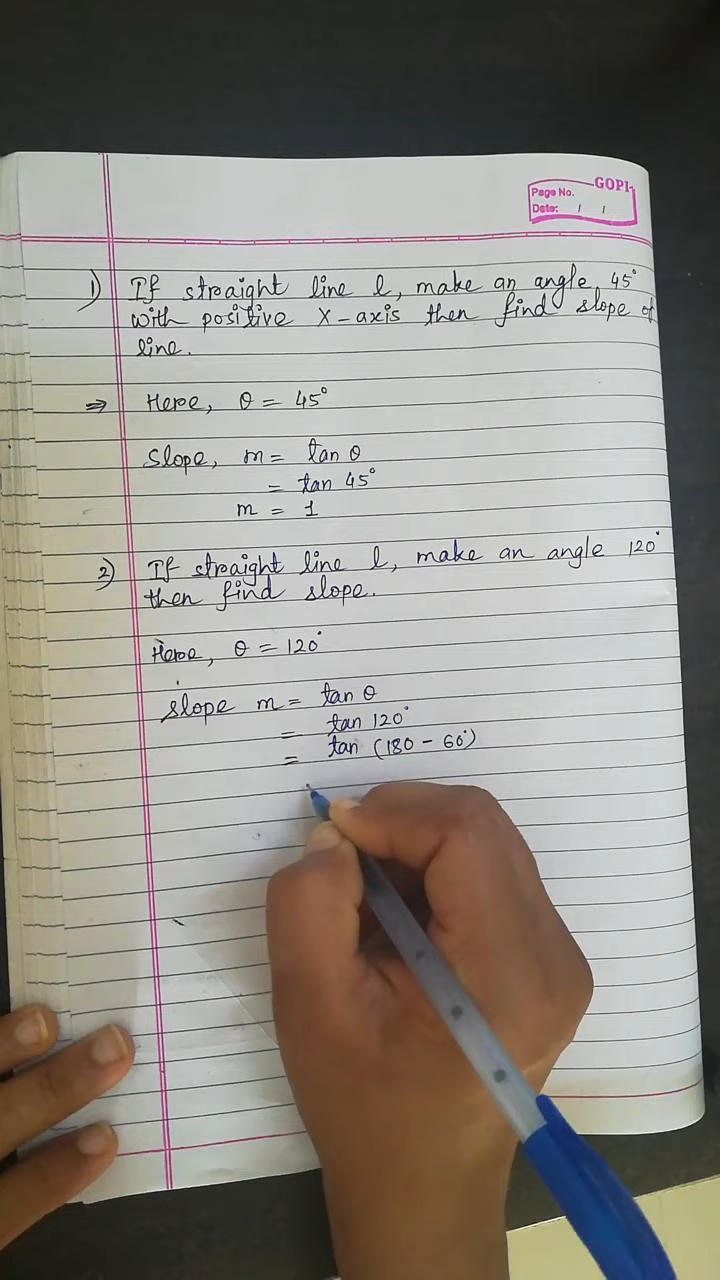 GOPI
Page No.
Date: / /
1) If straight line l, make an angle 45°
with positive X-axis then find slope of
line.
⇒ Here, θ = 45°
Slope, m = tan θ
= tan 45°
m = 1
2) If straight line l, make an angle 120°
then find slope.
Here, θ = 120°
slope m = tan θ
= tan 120°
= tan (180 - 60°)